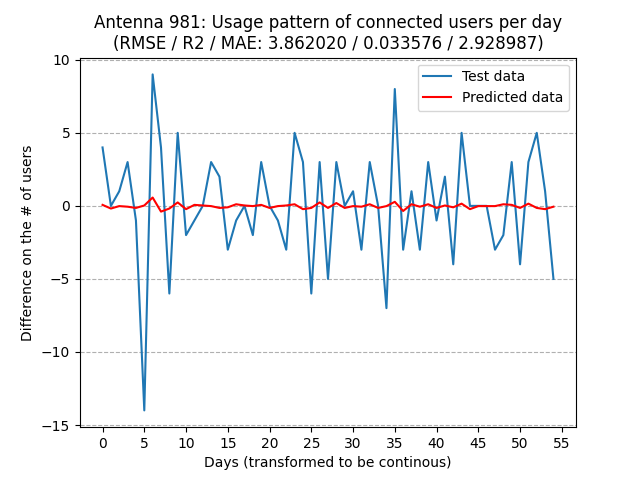 Antenna 981: Usage pattern of connected users per day
(RMSE / R2 / MAE: 3.862020 / 0.033576 / 2.928987)
Test data
Predicted data
Difference on the # of users
10
5
0
−5
−10
−15
0 5 10 15 20 25 30 35 40 45 50 55
Days (transformed to be continous)